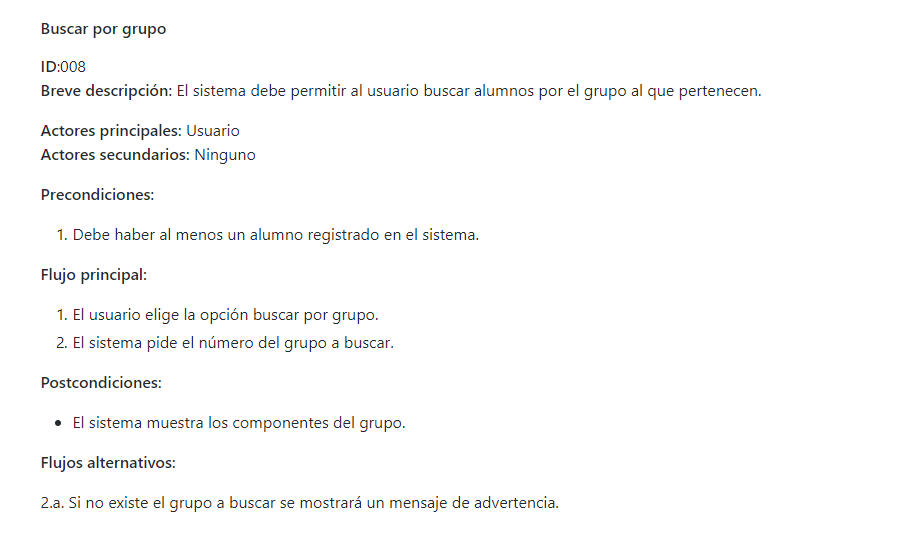 Buscar por grupo
ID:008
Breve descripción: El sistema debe permitir al usuario buscar alumnos por el grupo al que pertenecen.
Actores principales: Usuario
Actores secundarios: Ninguno
Precondiciones:
1. Debe haber al menos un alumno registrado en el sistema.
Flujo principal:
1. El usuario elige la opción buscar por grupo.
2. El sistema pide el número del grupo a buscar.
Postcondiciones:
• El sistema muestra los componentes del grupo.
Flujos alternativos:
2.a. Si no existe el grupo a buscar se mostrará un mensaje de advertencia.